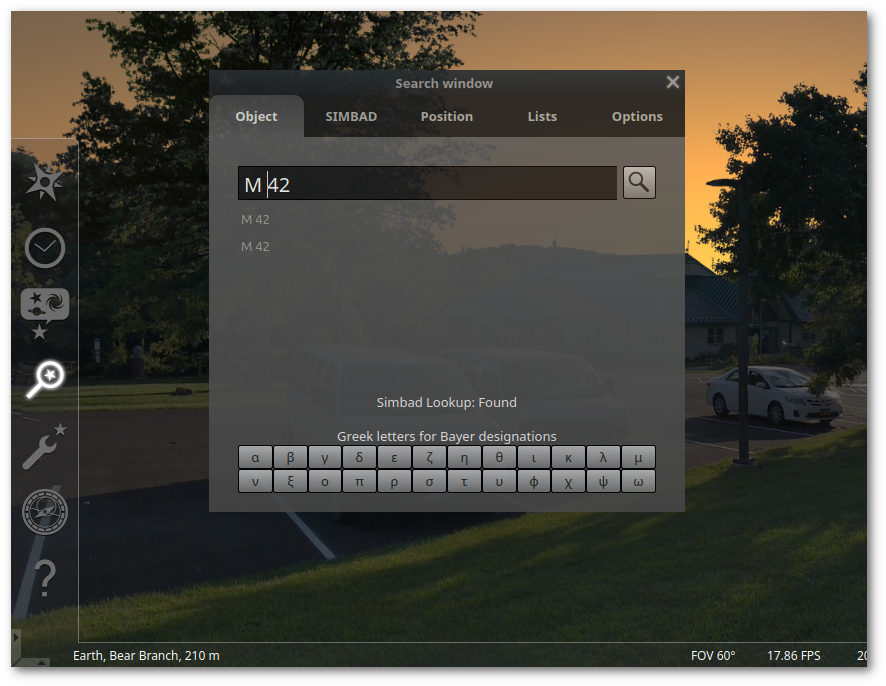 Search window
Object SIMBAD Position Lists Options
M 42
M 42
M 42
Simbad Lookup: Found
Greek letters for Bayer designations
α β γ δ ε ζ η θ ι κ λ μ
ν ξ ο π ρ σ τ υ φ χ ψ ω
Earth, Bear Branch, 210 m FOV 60° 17.86 FPS